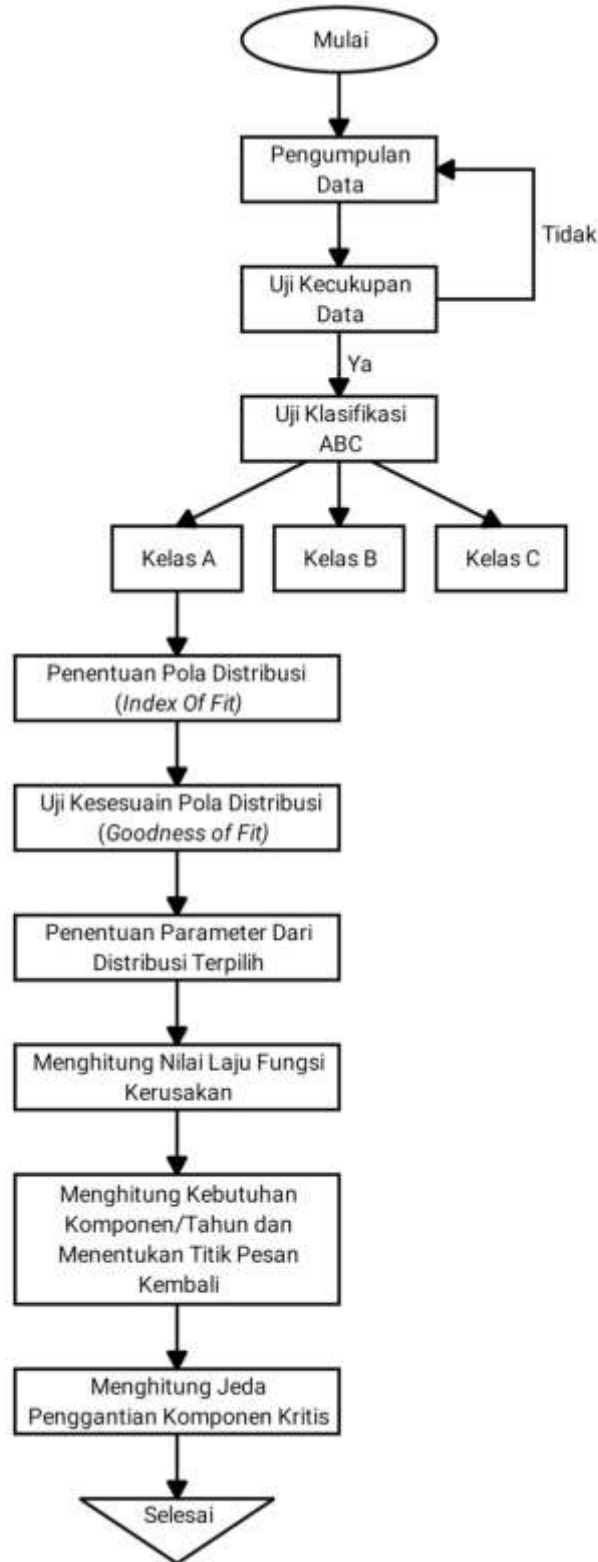 Mulai
Pengumpulan
Data
Tidak
Uji Kecukupan
Data
Ya
Uji Klasifikasi
ABC
Kelas A
Kelas B
Kelas C
Penentuan Pola Distribusi
(Index Of Fit)
Uji Kesesuain Pola Distribusi
(Goodness of Fit)
Penentuan Parameter Dari
Distribusi Terpilih
Menghitung Nilai Laju Fungsi
Kerusakan
Menghitung Kebutuhan
Komponen/Tahun dan
Menentukan Titik Pesan
Kembali
Menghitung Jeda
Penggantian Komponen Kritis
Selesai